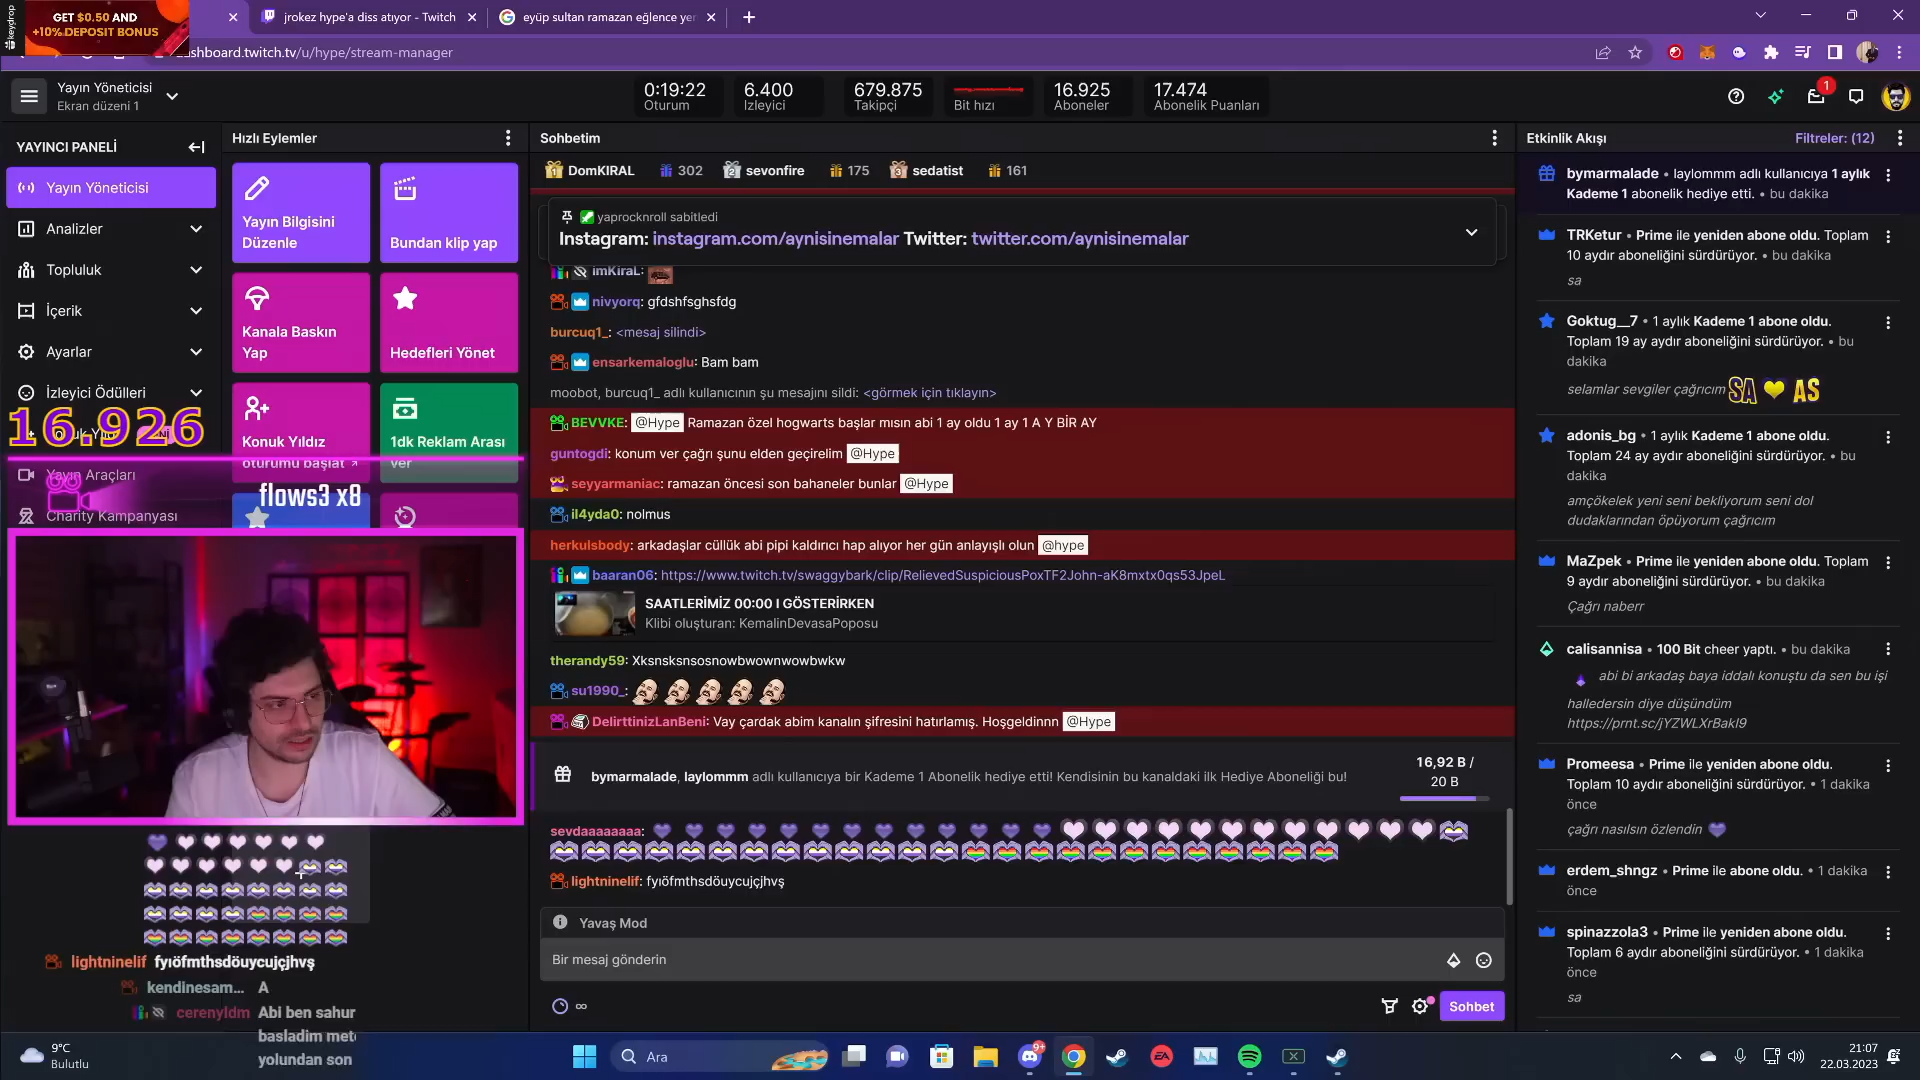 GET $0.50 AND
+10% DEPOSIT BONUS
keydrop
jrokez hype'a diss atıyor - Twitch
eyüp sultan ramazan eğlence yer
dashboard.twitch.tv/u/hype/stream-manager
Yayın Yöneticisi
Ekran düzeni 1
0:19:22
Oturum
6.400
İzleyici
679.875
Takipçi
Bit hızı
16.925
Aboneler
17.474
Abonelik Puanları
1
YAYINCI PANELİ
Yayın Yöneticisi
Analizler
Topluluk
İçerik
Ayarlar
İzleyici Ödülleri
16.926
Yayın Araçları
Charity Kampanyası
Hızlı Eylemler
Yayın Bilgisini
Düzenle
Bundan klip yap
Kanala Baskın
Yap
Hedefleri Yönet
Konuk Yıldız
oturumu başlat
1dk Reklam Arası
ver
flows3 x8
Sohbetim
DomKIRAL 302 sevonfire 175 sedatist 161
yaprocknroll sabitledi
Instagram: instagram.com/aynisinemalar Twitter: twitter.com/aynisinemalar
imKiraL:
nivyorq: gfdshfsghsfdg
burcuq1_: <mesaj silindi>
ensarkemaloglu: Bam bam
moobot, burcuq1_ adlı kullanıcının şu mesajını sildi: <görmek için tıklayın>
BEVVKE: @Hype Ramazan özel hogwarts başlar mısın abi 1 ay oldu 1 ay 1 A Y BİR AY
guntogdi: konum ver çağrı şunu elden geçirelim @Hype
seyyarmaniac: ramazan öncesi son bahaneler bunlar @Hype
il4yda0: nolmus
herkulsbody: arkadaşlar cüllük abi pipi kaldırıcı hap alıyor her gün anlayışlı olun @hype
baaran06: https://www.twitch.tv/swaggybark/clip/RelievedSuspiciousPoxTF2John-aK8mxtx0qs53JpeL
SAATLERİMİZ 00:00 I GÖSTERİRKEN
Klibi oluşturan: KemalinDevasaPoposu
therandy59: Xksnsksnsosnowbwownwowbwkw
su1990_:
DelirttinizLanBeni: Vay çardak abim kanalın şifresini hatırlamış. Hoşgeldinnn @Hype
bymarmalade, laylommm adlı kullanıcıya bir Kademe 1 Abonelik hediye etti! Kendisinin bu kanaldaki ilk Hediye Aboneliği bu!
16,92 B /
20 B
sevdaaaaaaaa:
lightninelif: fyıöfmthsdöuycujçjhvş
Yavaş Mod
Bir mesaj gönderin
∞
Sohbet
Etkinlik Akışı
Filtreler: (12)
bymarmalade • laylommm adlı kullanıcıya 1 aylık
Kademe 1 abonelik hediye etti. • bu dakika
TRKetur • Prime ile yeniden abone oldu. Toplam
10 aydır aboneliğini sürdürüyor. • bu dakika
sa
Goktug__7 • 1 aylık Kademe 1 abone oldu.
Toplam 19 ay aydır aboneliğini sürdürüyor. • bu
dakika
selamlar sevgiler çağrıcım SA AS
adonis_bg • 1 aylık Kademe 1 abone oldu.
Toplam 24 ay aydır aboneliğini sürdürüyor. • bu
dakika
amçökelek yeni seni bekliyorum seni dol
dudaklarından öpüyorum çağrıcım
MaZpek • Prime ile yeniden abone oldu. Toplam
9 aydır aboneliğini sürdürüyor. • bu dakika
Çağrı naberr
calisannisa • 100 Bit cheer yaptı. • bu dakika
abi bi arkadaş baya iddalı konuştu da sen bu işi
halledersin diye düşündüm
https://prnt.sc/jYZWLXrBakI9
Promeesa • Prime ile yeniden abone oldu.
Toplam 10 aydır aboneliğini sürdürüyor. • 1 dakika
önce
çağrı nasılsın özlendin
erdem_shngz • Prime ile abone oldu. • 1 dakika
önce
spinazzola3 • Prime ile yeniden abone oldu.
Toplam 6 aydır aboneliğini sürdürüyor. • 1 dakika
önce
sa
lightninelif fyıöfmthsdöuycujçjhvş
kendinesam... A
cerenyldm Abi ben sahur
basladim mete
yolundan son
9°C
Bulutlu
Ara
9+
EA
21:07
22.03.2023